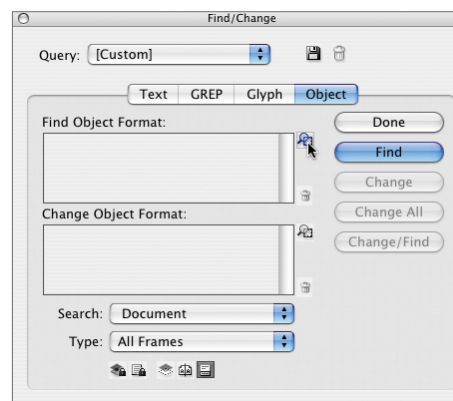 Find/Change
Query: [Custom]
Text GREP Glyph Object
Find Object Format:
Done
Find
Change
Change Object Format:
Change All
Change/Find
Search: Document
Type: All Frames